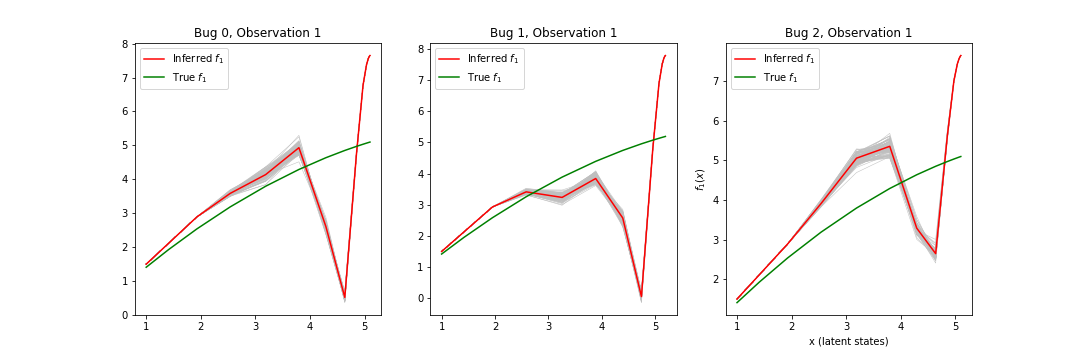 Bug 0, Observation 1
8
7
6
5
4
3
2
1
0
1 2 3 4 5
Inferred f₁
True f₁
Bug 1, Observation 1
8
7
6
5
4
3
2
1
0
1 2 3 4 5
Inferred f₁
True f₁
Bug 2, Observation 1
f₁(x)
7
6
5
4
3
2
1 2 3 4 5
x (latent states)
Inferred f₁
True f₁